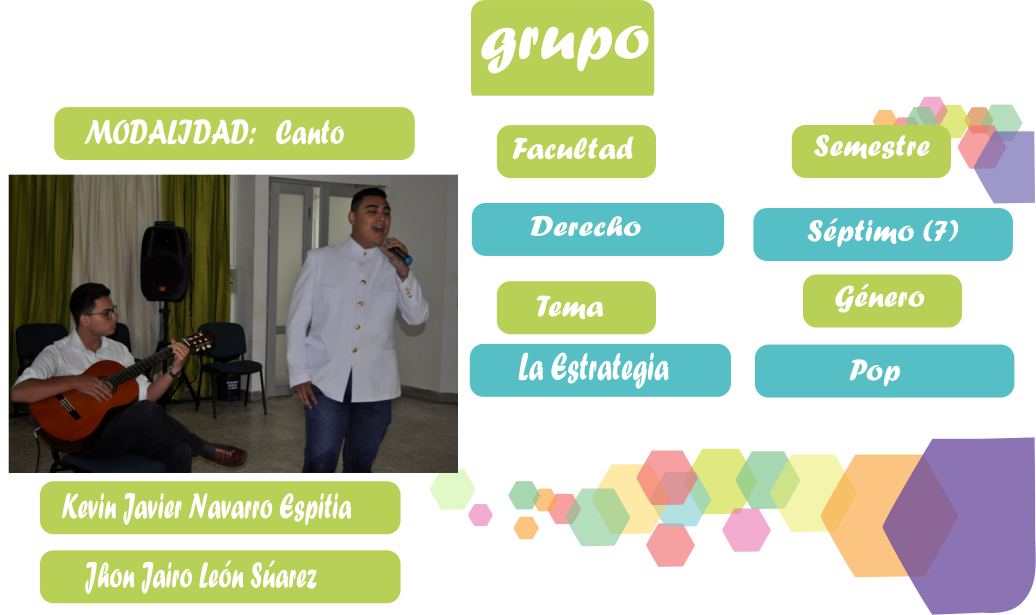 grupo
MODALIDAD: Canto
Facultad
Semestre
Derecho
Séptimo (7)
Tema
Género
La Estrategia
Pop
Kevin Javier Navarro Espitia
Jhon Jairo León Súarez